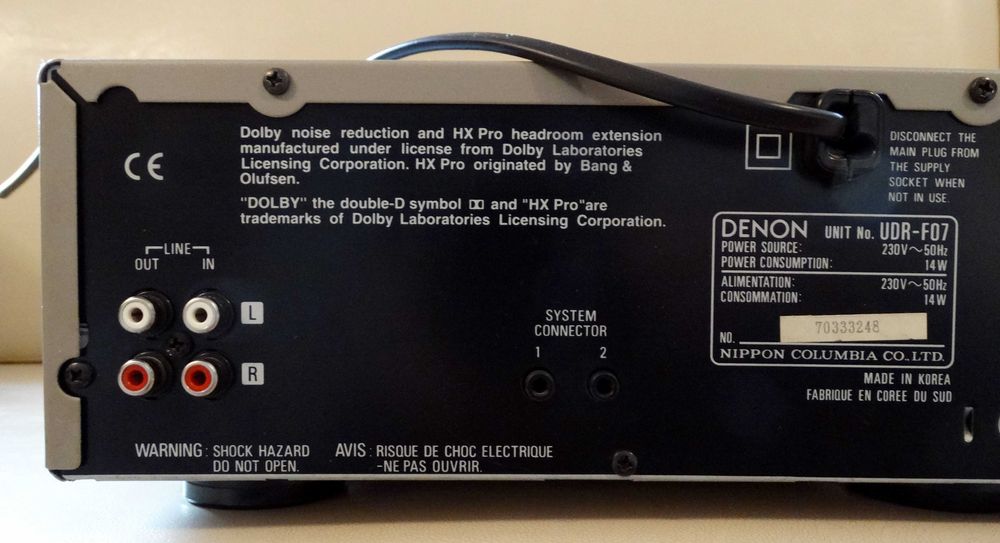 Dolby noise reduction and HX Pro headroom extension
manufactured under license from Dolby Laboratories
Licensing Corporation. HX Pro originated by Bang &
Olufsen.
"DOLBY" the double-D symbol and "HX Pro"are
trademarks of Dolby Laboratories Licensing Corporation.
CE
DISCONNECT THE
MAIN PLUG FROM
THE SUPPLY
SOCKET WHEN
NOT IN USE.
LINE
OUT IN
L
R
SYSTEM
CONNECTOR
1 2
DENON UNIT No. UDR-F07
POWER SOURCE: 230V～50Hz
POWER CONSUMPTION: 14W
ALIMENTATION: 230V～50Hz
CONSOMMATION: 14W
NO. 70333248
NIPPON COLUMBIA CO.,LTD.
MADE IN KOREA
FABRIQUE EN COREE DU SUD
WARNING : SHOCK HAZARD
DO NOT OPEN.
AVIS : RISQUE DE CHOC ELECTRIQUE
-NE PAS OUVRIR.